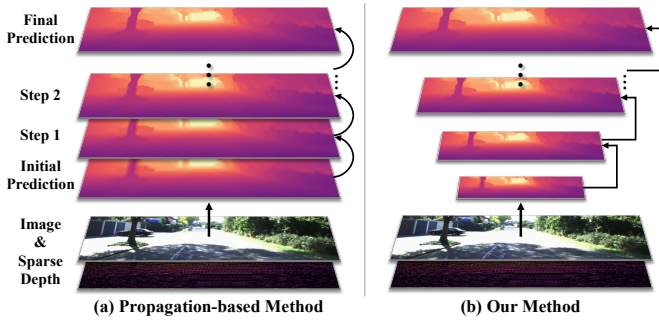 Final
Prediction
Step 2
Step 1
Initial
Prediction
Image
&
Sparse
Depth
(a) Propagation-based Method
(b) Our Method